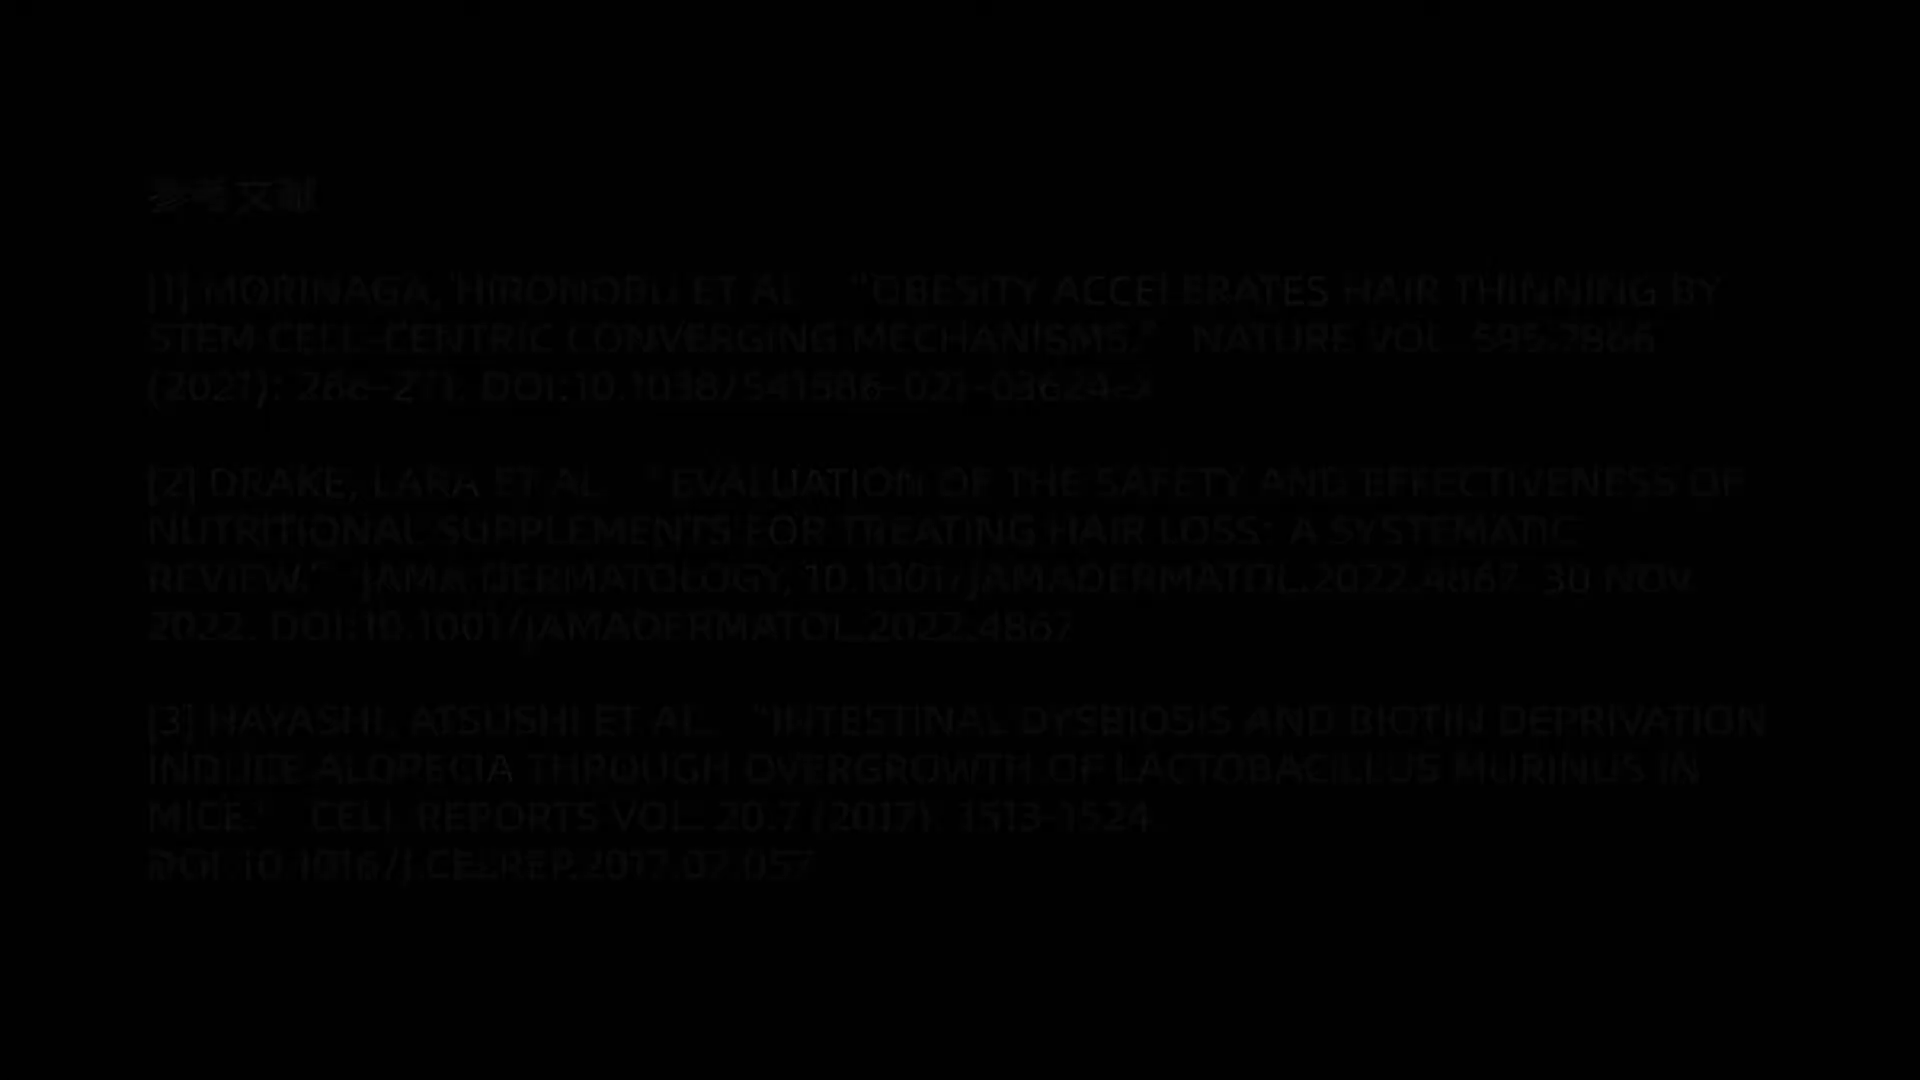 参考文献
[1] MORINAGA, HIRONOBU ET AL. “OBESITY ACCELERATES HAIR THINNING BY
STEM CELL-CENTRIC CONVERGING MECHANISMS.” NATURE VOL. 595,7866
(2021): 266-271. DOI:10.1038/S41586-021-03624-X
[2] DRAKE, LARA ET AL. “EVALUATION OF THE SAFETY AND EFFECTIVENESS OF
NUTRITIONAL SUPPLEMENTS FOR TREATING HAIR LOSS: A SYSTEMATIC
REVIEW.” JAMA DERMATOLOGY, 10.1001/JAMADERMATOL.2022.4867. 30 NOV.
2022. DOI:10.1001/JAMADERMATOL.2022.4867
[3] HAYASHI, ATSUSHI ET AL. “INTESTINAL DYSBIOSIS AND BIOTIN DEPRIVATION
INDUCE ALOPECIA THROUGH OVERGROWTH OF LACTOBACILLUS MURINUS IN
MICE.” CELL REPORTS VOL. 20,7 (2017): 1513-1524.
DOI:10.1016/J.CELREP.2017.07.057